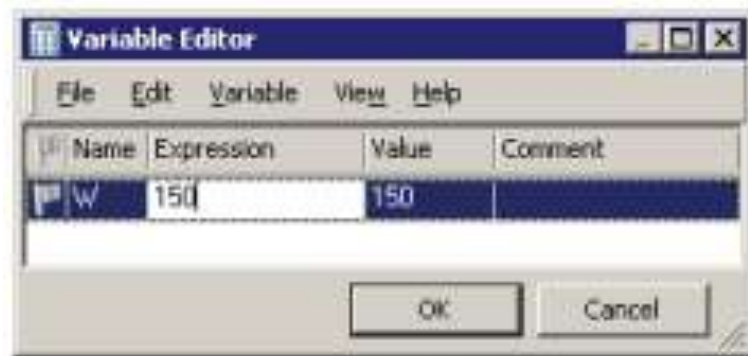 Variable Editor
File Edit Variable View Help
Name Expression Value Comment
W 150 150
OK Cancel